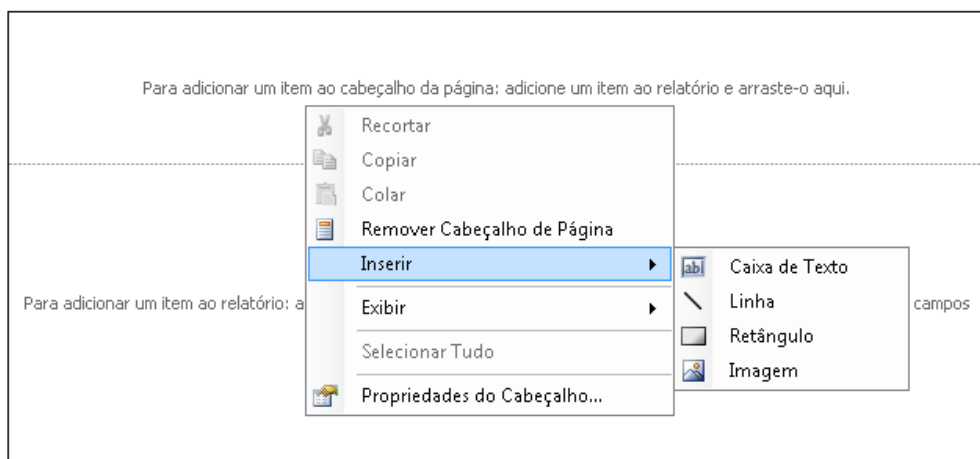 Para adicionar um item ao cabeçalho da página: adicione um item ao relatório e arraste-o aqui.
Recortar
Copiar
Colar
Remover Cabeçalho de Página
Inserir
Caixa de Texto
Linha
Para adicionar um item ao relatório: a
Exibir
campos
Retângulo
Selecionar Tudo
Imagem
Propriedades do Cabeçalho...